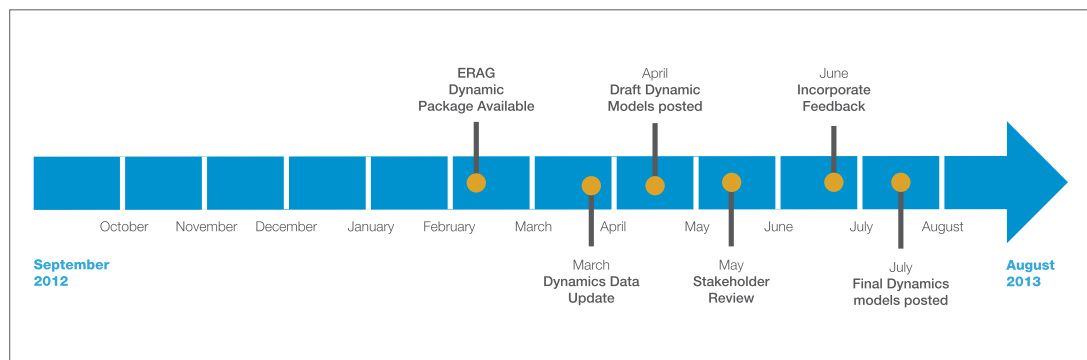 ERAG
Dynamic
Package Available
April
Draft Dynamic
Models posted
June
Incorporate
Feedback
October
November
December
January
February
March
April
May
June
July
August
September
2012
March
Dynamics Data
Update
May
Stakeholder
Review
July
Final Dynamics
models posted
August
2013